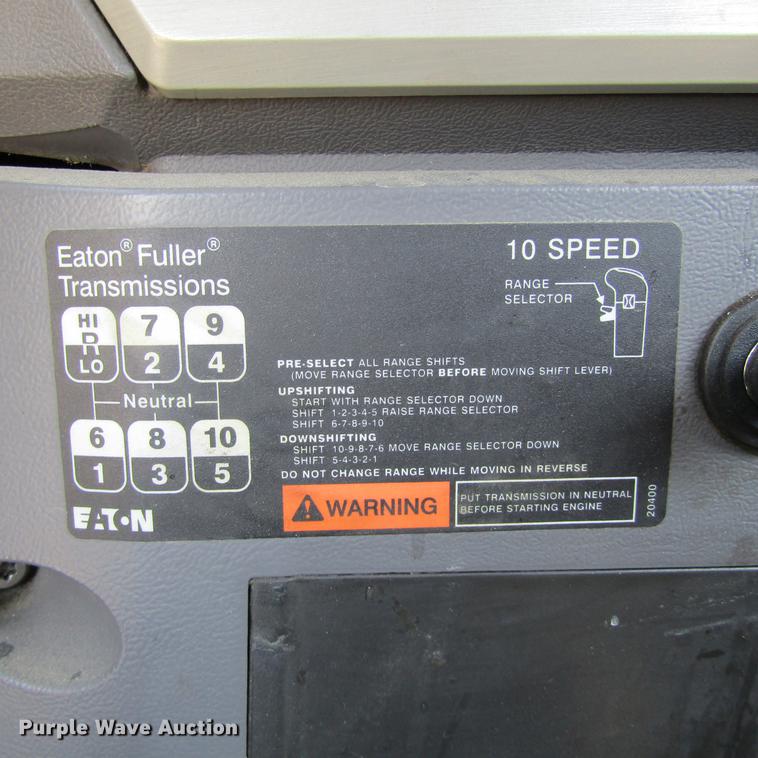 Eaton® Fuller®
Transmissions
10 SPEED
RANGE
SELECTOR
HI 7 9
R
LO 2 4
Neutral
6 8 10
1 3 5
EATON
PRE-SELECT ALL RANGE SHIFTS
(MOVE RANGE SELECTOR BEFORE MOVING SHIFT LEVER)
UPSHIFTING
START WITH RANGE SELECTOR DOWN
SHIFT 1-2-3-4-5 RAISE RANGE SELECTOR
SHIFT 6-7-8-9-10
DOWNSHIFTING
SHIFT 10-9-8-7-6 MOVE RANGE SELECTOR DOWN
SHIFT 5-4-3-2-1
DO NOT CHANGE RANGE WHILE MOVING IN REVERSE
WARNING
PUT TRANSMISSION IN NEUTRAL
BEFORE STARTING ENGINE
20400
Purple Wave Auction